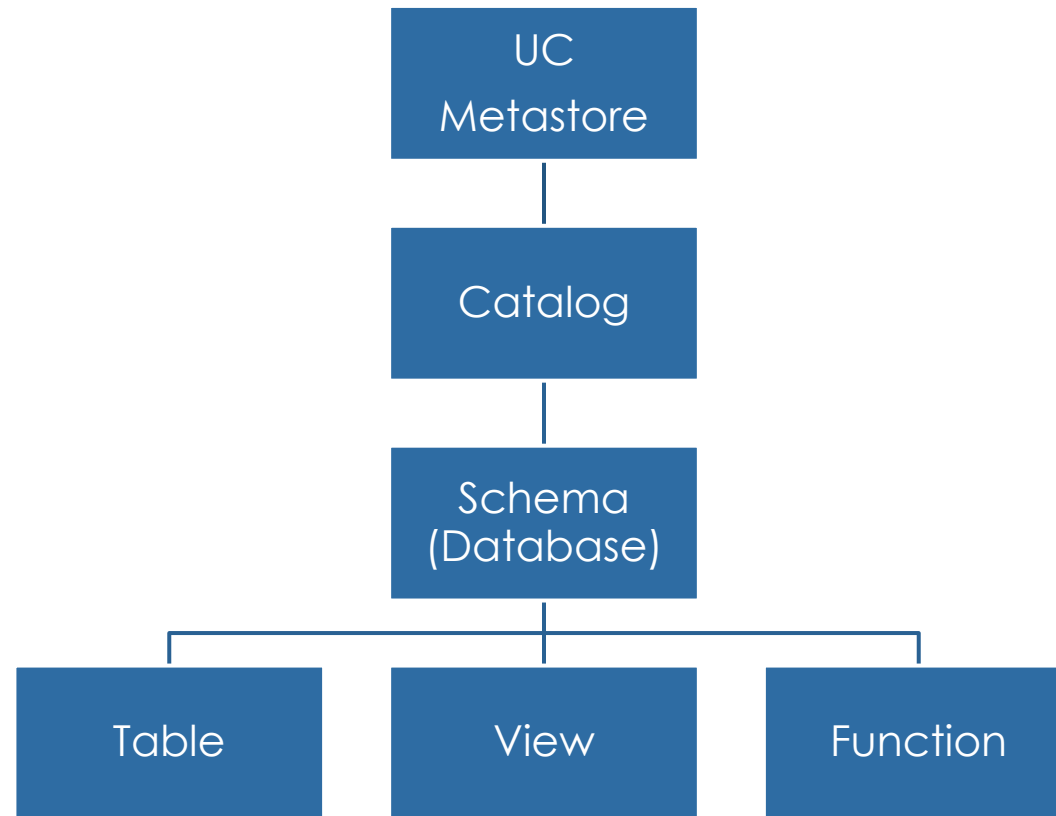 UC
Metastore
Catalog
Schema
(Database)
Table
View
Function